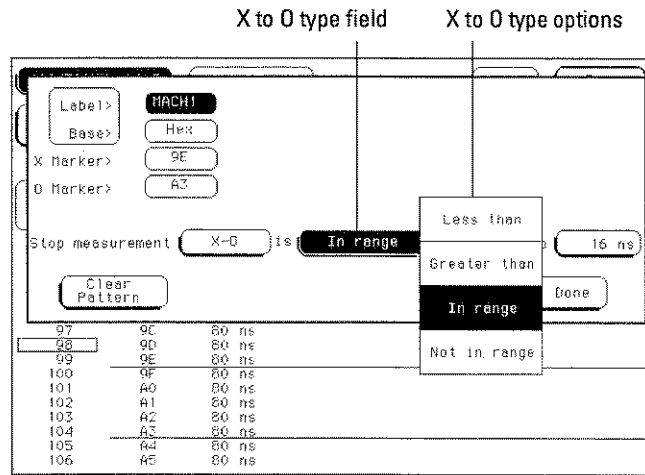 X to O type field X to O type options
Label> MACH1
Base> Hex
X Marker> 9E
O Marker> A3
Less than
Stop measurement X-O is In range 16 ns
Greater than
Clear
Pattern
Done
In range
Not in range
97 9C 80 ns
98 9D 80 ns
99 9E 80 ns
100 9F 80 ns
101 A0 80 ns
102 A1 80 ns
103 A2 80 ns
104 A3 80 ns
105 A4 80 ns
106 A5 80 ns